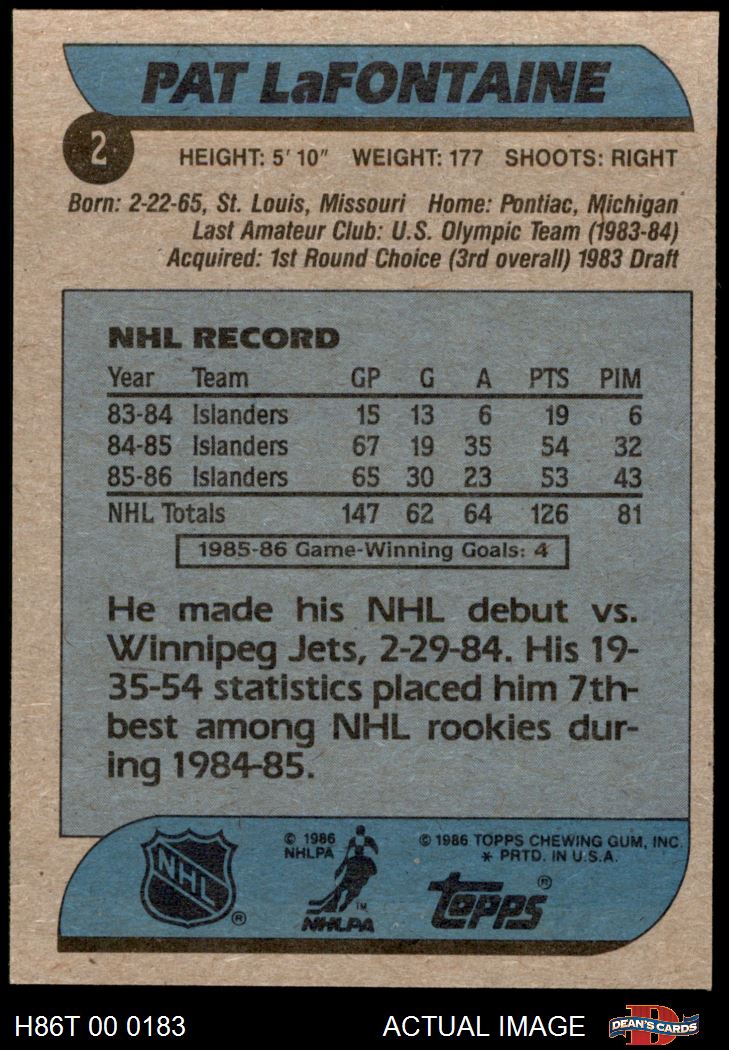 PAT LaFONTAINE
2
HEIGHT: 5' 10" WEIGHT: 177 SHOOTS: RIGHT
Born: 2-22-65, St. Louis, Missouri Home: Pontiac, Michigan
Last Amateur Club: U.S. Olympic Team (1983-84)
Acquired: 1st Round Choice (3rd overall) 1983 Draft
NHL RECORD
Year Team GP G A PTS PIM
83-84 Islanders 15 13 6 19 6
84-85 Islanders 67 19 35 54 32
85-86 Islanders 65 30 23 53 43
NHL Totals 147 62 64 126 81
1985-86 Game-Winning Goals: 4
He made his NHL debut vs.
Winnipeg Jets, 2-29-84. His 19-
35-54 statistics placed him 7th-
best among NHL rookies dur-
ing 1984-85.
NHL ®
© 1986
NHLPA
TM
NHLPA
© 1986 TOPPS CHEWING GUM, INC.
* PRTD. IN U.S.A.
Topps ®
H86T 00 0183 ACTUAL IMAGE
D
DEAN'S CARDS